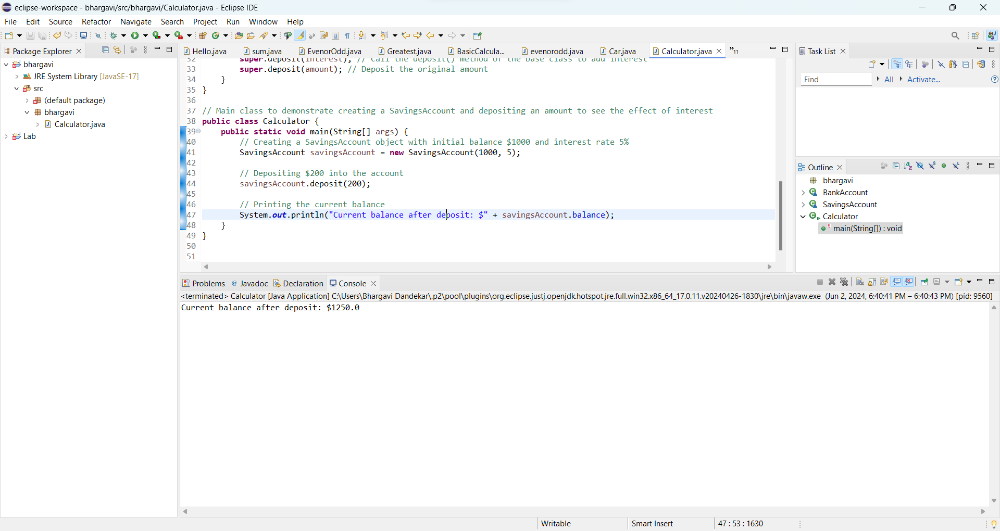 eclipse-workspace - bhargavi/src/bhargavi/Calculator.java - Eclipse IDE
File Edit Source Refactor Navigate Search Project Run Window Help
Package Explorer
bhargavi
JRE System Library [JavaSE-17]
src
(default package)
bhargavi
Calculator.java
Lab
Hello.java sum.java EvenorOdd.java Greatest.java BasicCalcula... evenorodd.java Car.java Calculator.java »11
32 super.deposit(interest); // Call the deposit() method of the base class to add interest
33 super.deposit(amount); // Deposit the original amount
34 }
35 }
36
37 // Main class to demonstrate creating a SavingsAccount and depositing an amount to see the effect of interest
38 public class Calculator {
39 public static void main(String[] args) {
40 // Creating a SavingsAccount object with initial balance $1000 and interest rate 5%
41 SavingsAccount savingsAccount = new SavingsAccount(1000, 5);
42
43 // Depositing $200 into the account
44 savingsAccount.deposit(200);
45
46 // Printing the current balance
47 System.out.println("Current balance after deposit: $" + savingsAccount.balance);
48 }
49 }
50
51
Task List
Find All Activate...
Outline
bhargavi
BankAccount
SavingsAccount
Calculator
main(String[]) : void
Problems Javadoc Declaration Console
<terminated> Calculator [Java Application] C:\Users\Bhargavi Dandekar\.p2\pool\plugins\org.eclipse.justj.openjdk.hotspot.jre.full.win32.x86_64_17.0.11.v20240426-1830\jre\bin\javaw.exe (Jun 2, 2024, 6:40:41 PM – 6:40:43 PM) [pid: 9560]
Current balance after deposit: $1250.0
Writable Smart Insert 47 : 53 : 1630